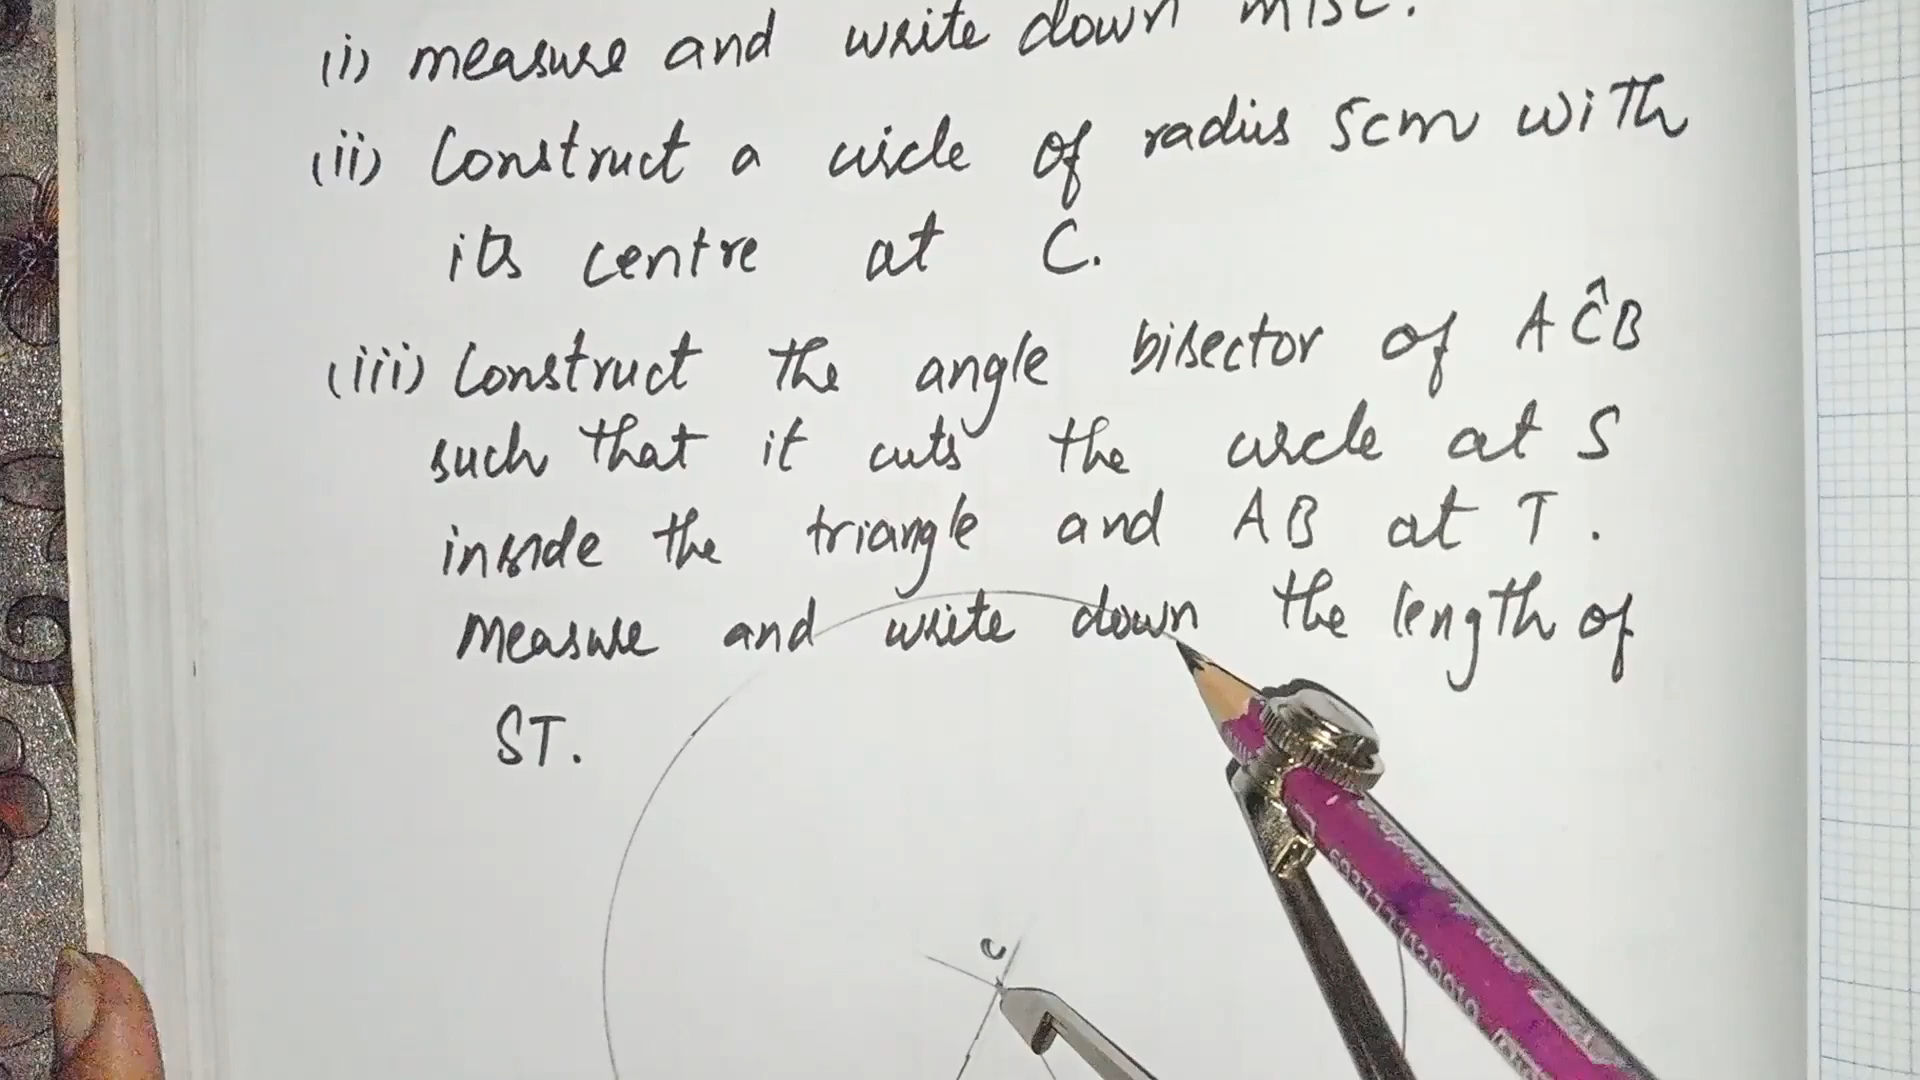 (i) measure and write down
(ii) Construct a circle of radius 5cm with
its centre at C.
(iii) Construct the angle bisector of AĈB
such that it cuts the circle at S
inside the triangle and AB at T.
Measure and write down the length of
ST.
C